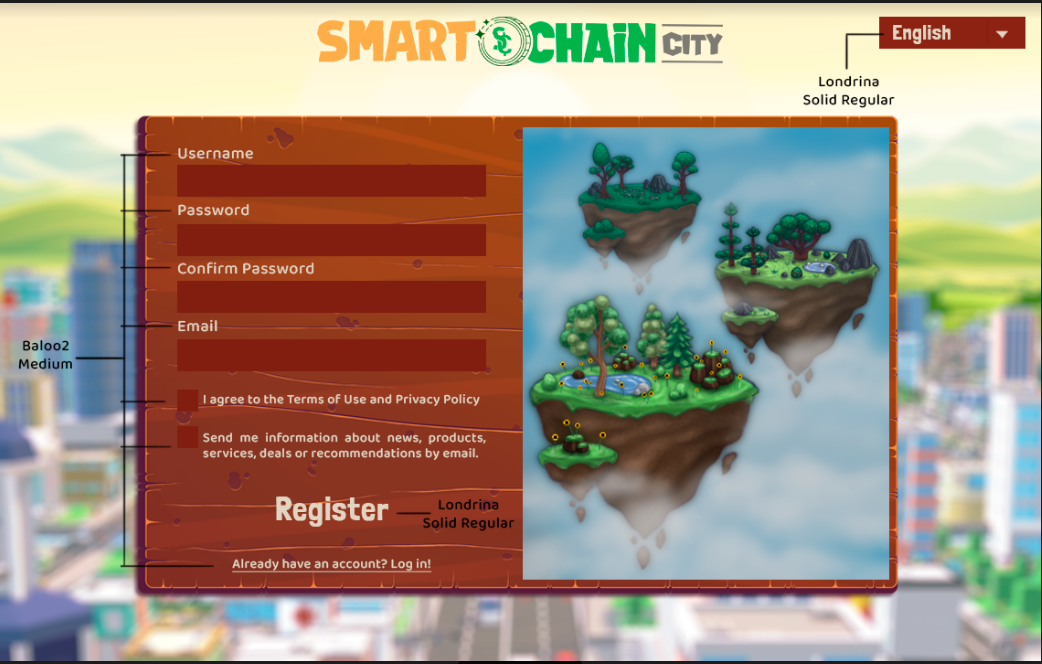 SMART CHAIN CITY
English
Londrina
Solid Regular
Username
Password
Confirm Password
Email
Baloo2
Medium
I agree to the Terms of Use and Privacy Policy
Send me information about news, products,
services, deals or recommendations by email.
Register
Londrina
Solid Regular
Already have an account? Log in!